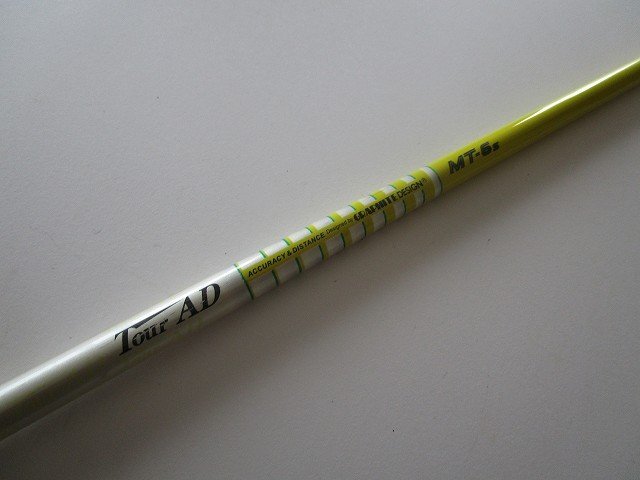 Tour AD
ACCURACY & DISTANCE. Designed by GRAPHITE DESIGN®
MT-6s